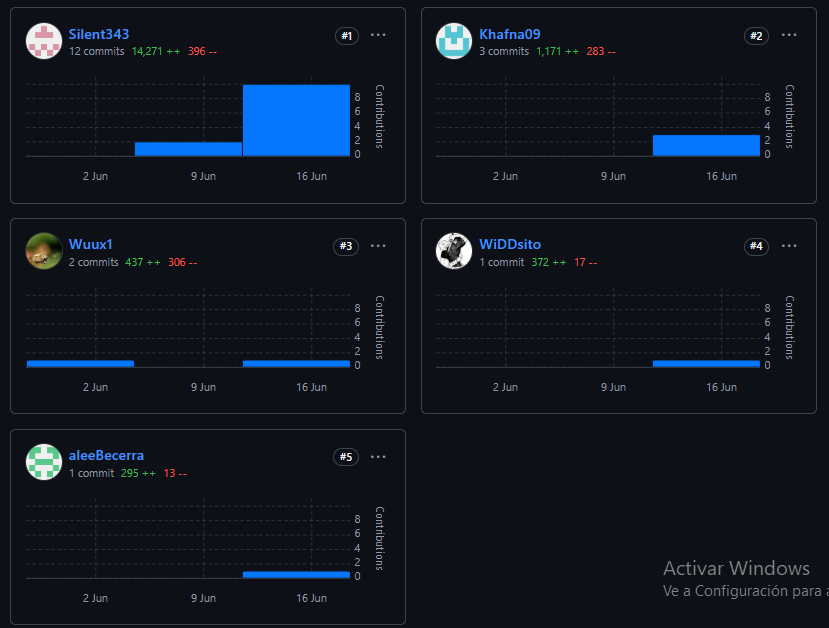 Silent343
#1
12 commits 14,271 ++ 396 --
8
6
4
2
0
Contributions
2 Jun 9 Jun 16 Jun
Khafna09
#2
3 commits 1,171 ++ 283 --
8
6
4
2
0
Contributions
2 Jun 9 Jun 16 Jun
Wuux1
#3
2 commits 437 ++ 306 --
8
6
4
2
0
Contributions
2 Jun 9 Jun 16 Jun
WiDDsito
#4
1 commit 372 ++ 17 --
8
6
4
2
0
Contributions
2 Jun 9 Jun 16 Jun
aleeBecerra
#5
1 commit 295 ++ 13 --
8
6
4
2
0
Contributions
2 Jun 9 Jun 16 Jun
Activar Windows
Ve a Configuración para a